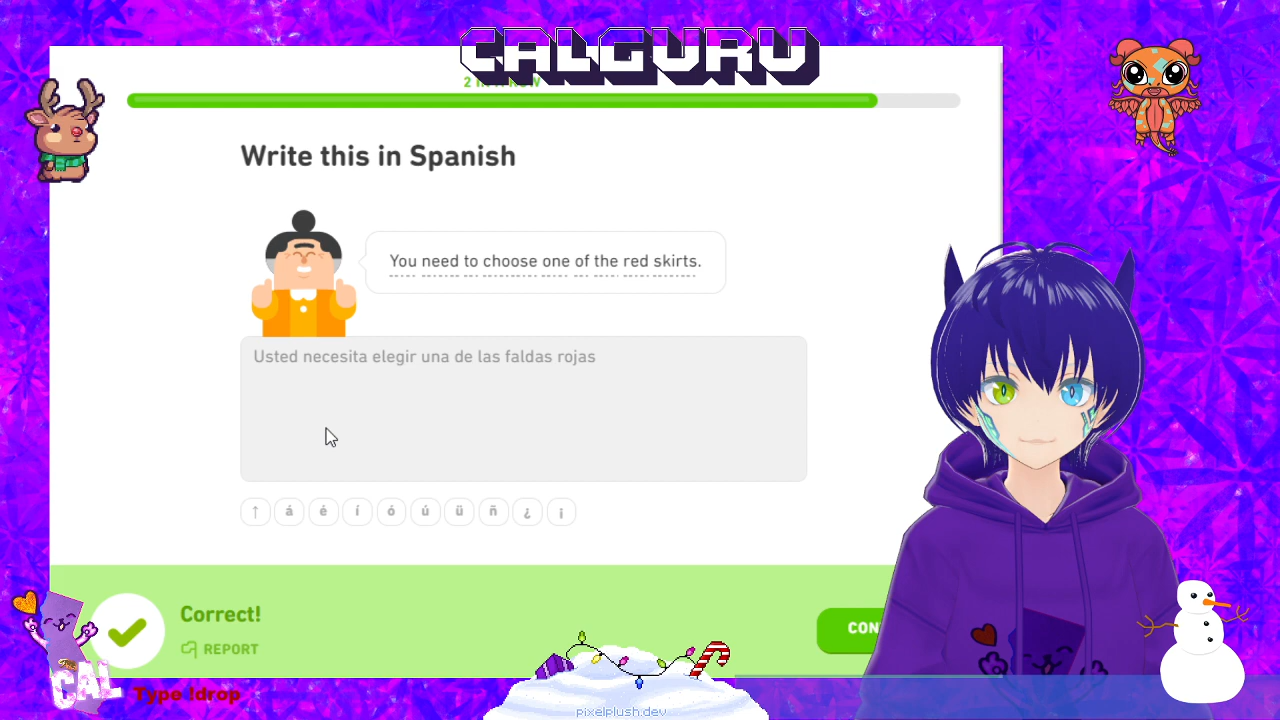 CALGURU
Write this in Spanish
You need to choose one of the red skirts.
Usted necesita elegir una de las faldas rojas
↑ á é í ó ú ü ñ ¿ ¡
Correct!
REPORT
CON
CAL
Type !drop
pixelplush.dev